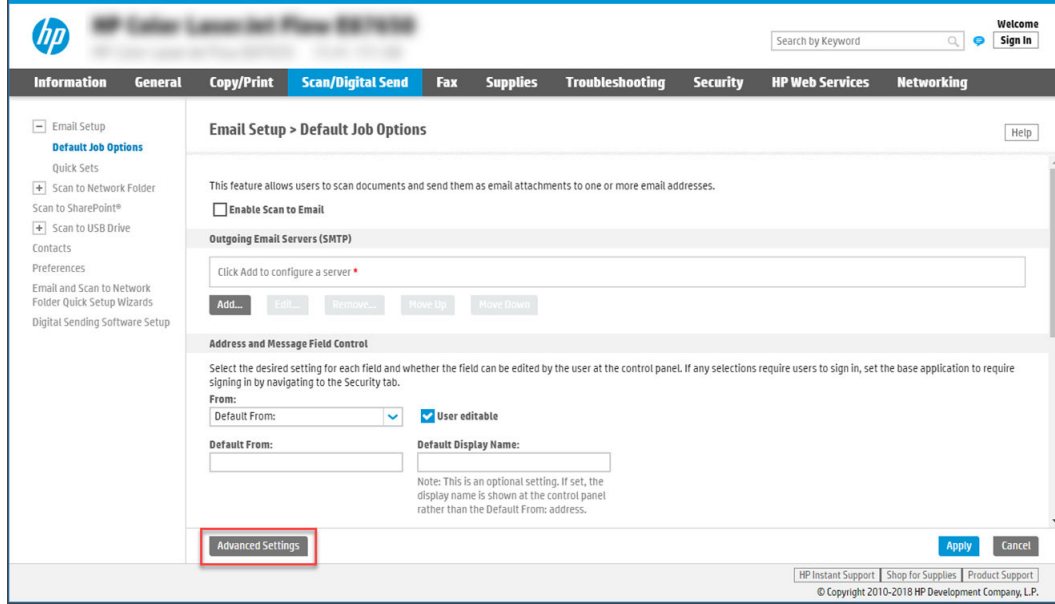 hp
Welcome
Search by Keyword
Sign In
Information General Copy/Print Scan/Digital Send Fax Supplies Troubleshooting Security HP Web Services Networking
Email Setup
Default Job Options
Quick Sets
Scan to Network Folder
Scan to SharePoint®
Scan to USB Drive
Contacts
Preferences
Email and Scan to Network
Folder Quick Setup Wizards
Digital Sending Software Setup
Email Setup > Default Job Options
Help
This feature allows users to scan documents and send them as email attachments to one or more email addresses.
Enable Scan to Email
Outgoing Email Servers (SMTP)
Click Add to configure a server *
Add... Edit... Remove... Move Up Move Down
Address and Message Field Control
Select the desired setting for each field and whether the field can be edited by the user at the control panel. If any selections require users to sign in, set the base application to require
signing in by navigating to the Security tab.
From:
Default From: User editable
Default From: Default Display Name:
Note: This is an optional setting. If set, the
display name is shown at the control panel
rather than the Default From: address.
Advanced Settings Apply Cancel
HP Instant Support Shop for Supplies Product Support
© Copyright 2010-2018 HP Development Company, L.P.